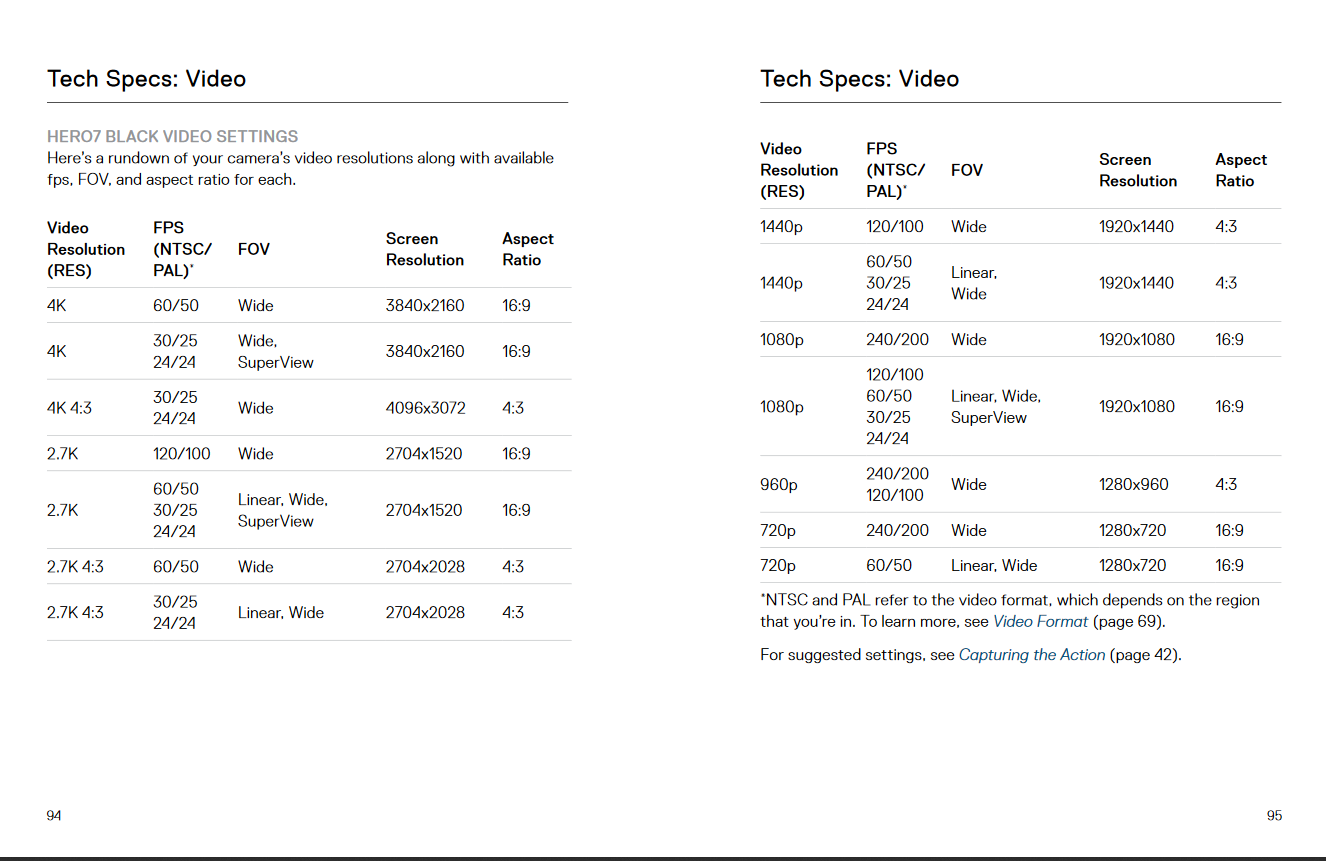 Tech Specs: Video
HERO7 BLACK VIDEO SETTINGS
Here's a rundown of your camera's video resolutions along with available
fps, FOV, and aspect ratio for each.
Video Resolution (RES) FPS (NTSC/ PAL)* FOV Screen Resolution Aspect Ratio
4K 60/50 Wide 3840x2160 16:9
4K 30/25 24/24 Wide, SuperView 3840x2160 16:9
4K 4:3 30/25 24/24 Wide 4096x3072 4:3
2.7K 120/100 Wide 2704x1520 16:9
2.7K 60/50 30/25 24/24 Linear, Wide, SuperView 2704x1520 16:9
2.7K 4:3 60/50 Wide 2704x2028 4:3
2.7K 4:3 30/25 24/24 Linear, Wide 2704x2028 4:3
94
Tech Specs: Video
Video Resolution (RES) FPS (NTSC/ PAL)* FOV Screen Resolution Aspect Ratio
1440p 120/100 Wide 1920x1440 4:3
1440p 60/50 30/25 24/24 Linear, Wide 1920x1440 4:3
1080p 240/200 Wide 1920x1080 16:9
1080p 120/100 60/50 30/25 24/24 Linear, Wide, SuperView 1920x1080 16:9
960p 240/200 120/100 Wide 1280x960 4:3
720p 240/200 Wide 1280x720 16:9
720p 60/50 Linear, Wide 1280x720 16:9
*NTSC and PAL refer to the video format, which depends on the region
that you're in. To learn more, see Video Format (page 69).
For suggested settings, see Capturing the Action (page 42).
95